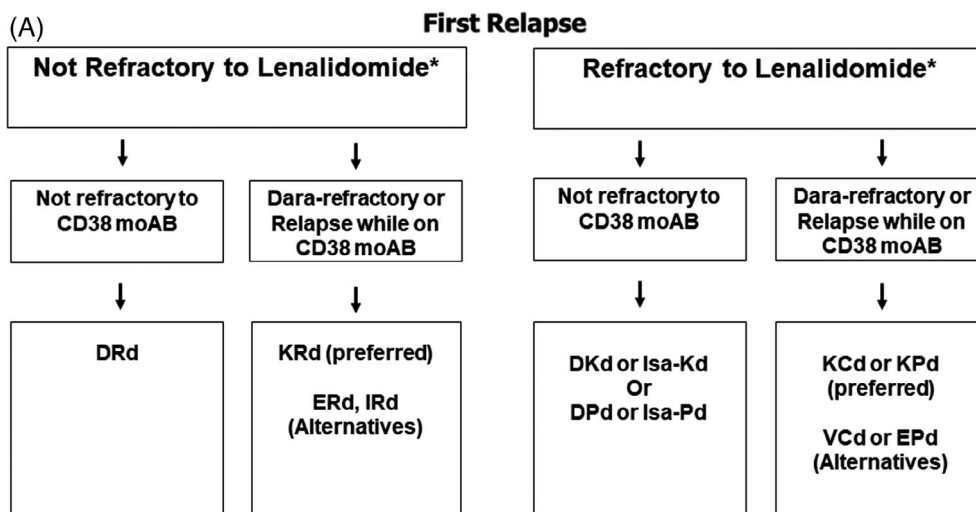 (A)
First Relapse
Not Refractory to Lenalidomide*
Refractory to Lenalidomide*
Not refractory to
CD38 moAB
Dara-refractory or
Relapse while on
CD38 moAB
Not refractory to
CD38 moAB
Dara-refractory or
Relapse while on
CD38 moAB
DRd
KRd (preferred)
ERd, IRd
(Alternatives)
DKd or Isa-Kd
Or
DPd or Isa-Pd
KCd or KPd
(preferred)
VCd or EPd
(Alternatives)